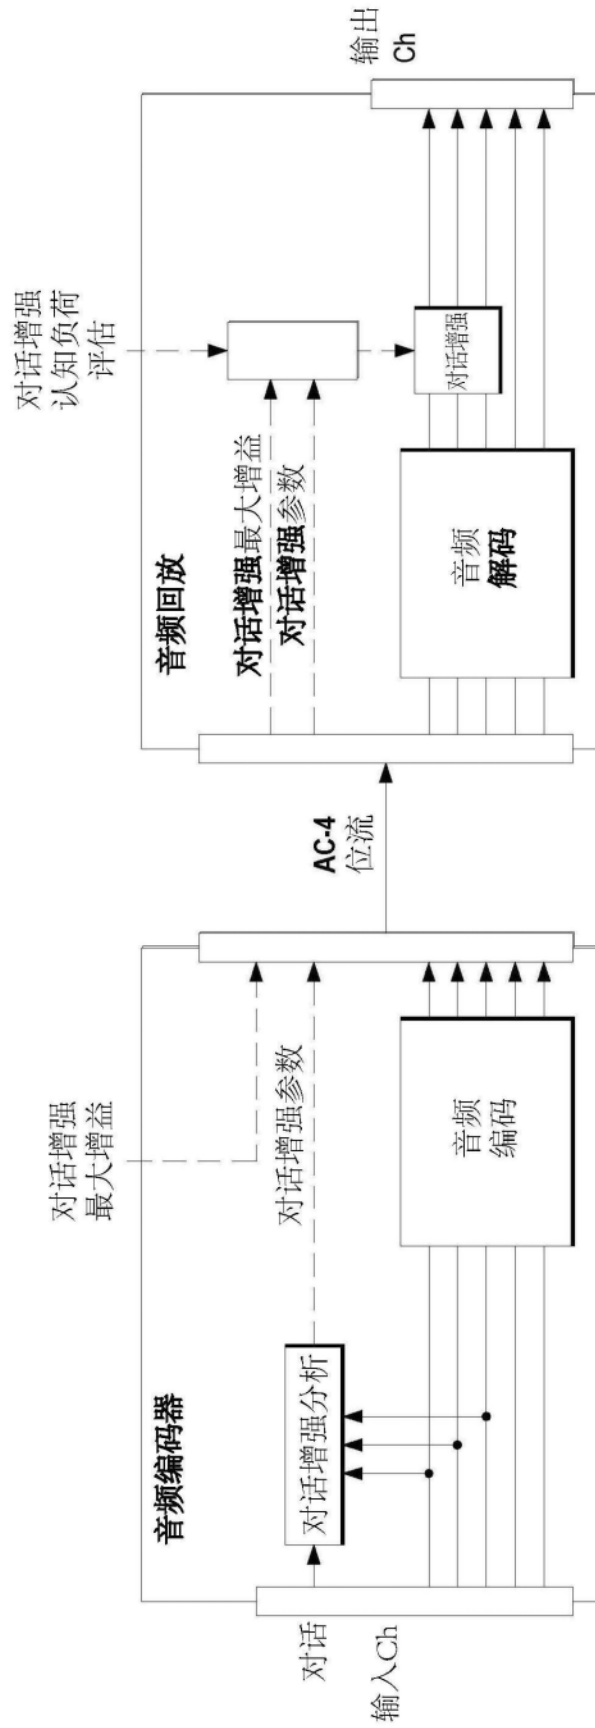 音频编码器
对话增强
最大增益
对话
输入Ch
对话增强分析
对话增强参数
音频
编码
AC-4
位流
音频回放
对话增强
认知负荷
评估
对话增强最大增益
对话增强参数
音频
解码
对话增强
输出
Ch